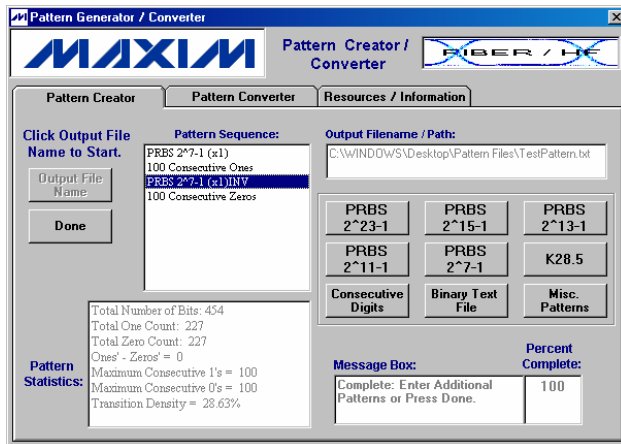 Pattern Generator / Converter
MAXIM
Pattern Creator /
Converter
FIBER / HF
Pattern Creator
Pattern Converter
Resources / Information
Click Output File
Name to Start.
Output File
Name
Done
Pattern Sequence:
PRBS 2^7-1 (x1)
100 Consecutive Ones
PRBS 2^7-1 (x1)INV
100 Consecutive Zeros
Output Filename / Path:
C:\WINDOWS\Desktop\Pattern Files\TestPattern.txt
PRBS
2^23-1
PRBS
2^15-1
PRBS
2^13-1
PRBS
2^11-1
PRBS
2^7-1
K28.5
Consecutive
Digits
Binary Text
File
Misc.
Patterns
Pattern
Statistics:
Total Number of Bits: 454
Total One Count: 227
Total Zero Count: 227
Ones' - Zeros' = 0
Maximum Consecutive 1's = 100
Maximum Consecutive 0's = 100
Transition Density = 28.63%
Message Box:
Complete: Enter Additional
Patterns or Press Done.
Percent
Complete:
100